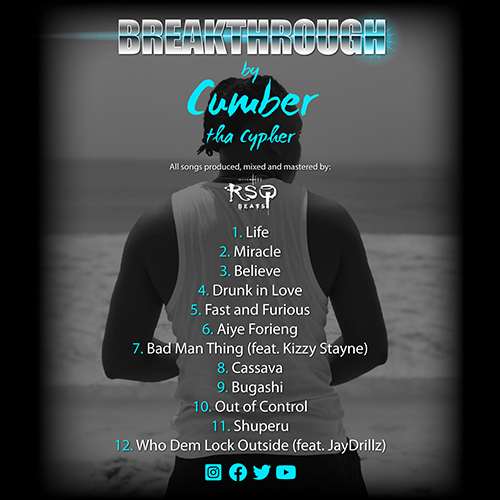 BREAKTHROUGH
by
Cumber
tha Cypher
All songs produced, mixed and mastered by:
RSQ
BEATS
1. Life
2. Miracle
3. Believe
4. Drunk in Love
5. Fast and Furious
6. Aiye Forieng
7. Bad Man Thing (feat. Kizzy Stayne)
8. Cassava
9. Bugashi
10. Out of Control
11. Shuperu
12. Who Dem Lock Outside (feat. JayDrillz)